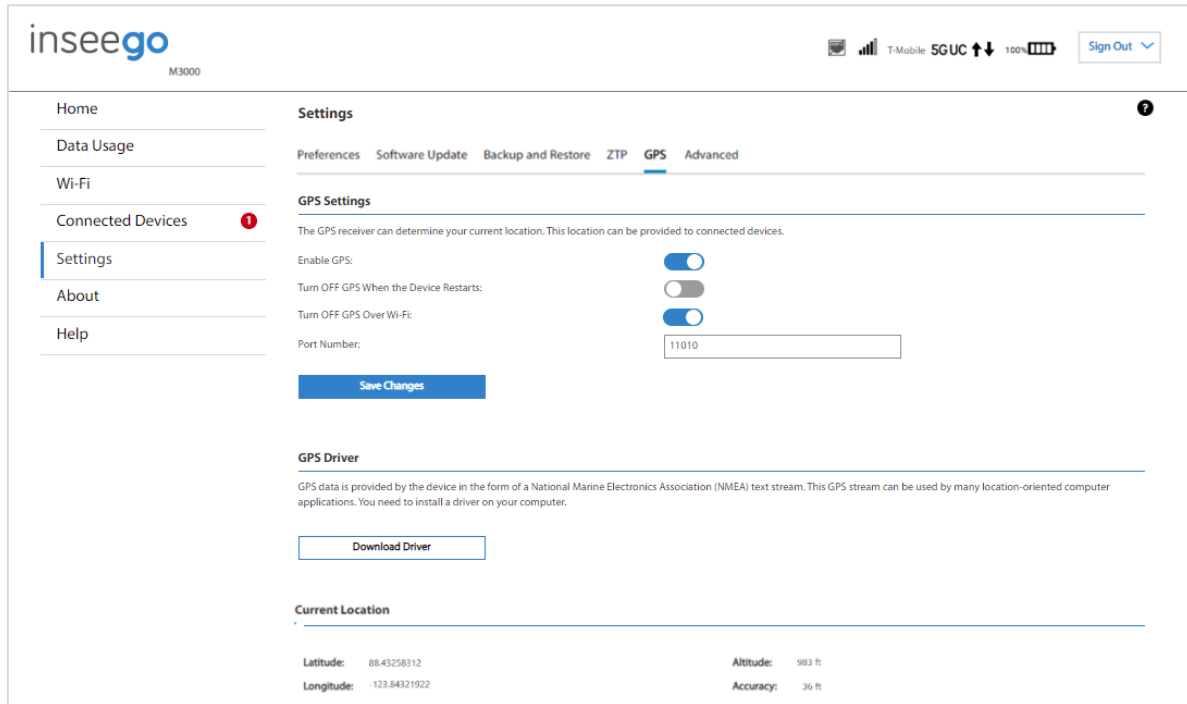 inseego
M3000
T-Mobile 5G UC 100%
Sign Out
Home
Data Usage
Wi-Fi
Connected Devices 1
Settings
About
Help
Settings
?
Preferences Software Update Backup and Restore ZTP GPS Advanced
GPS Settings
The GPS receiver can determine your current location. This location can be provided to connected devices.
Enable GPS:
Turn OFF GPS When the Device Restarts:
Turn OFF GPS Over Wi-Fi:
Port Number: 11010
Save Changes
GPS Driver
GPS data is provided by the device in the form of a National Marine Electronics Association (NMEA) text stream. This GPS stream can be used by many location-oriented computer
applications. You need to install a driver on your computer.
Download Driver
Current Location
Latitude: 88.43258312 Altitude: 983 ft
Longitude: -123.84321922 Accuracy: 36 ft